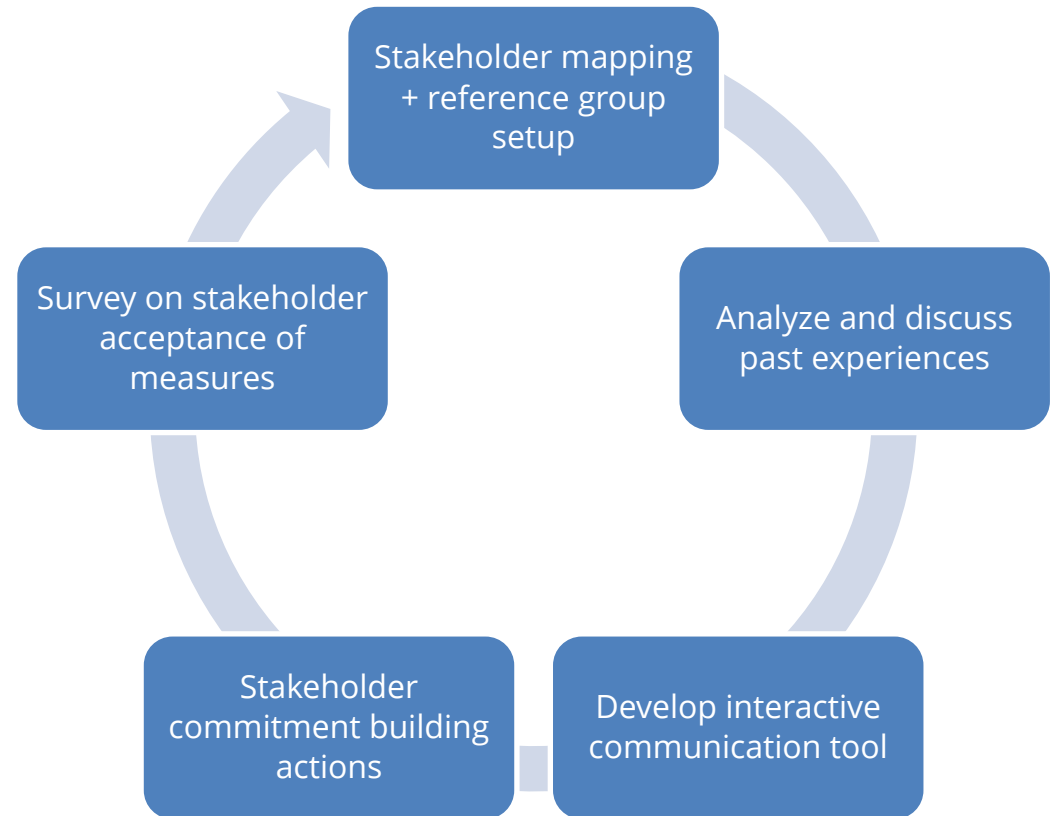 Stakeholder mapping
+ reference group
setup
Analyze and discuss
past experiences
Develop interactive
communication tool
Stakeholder
commitment building
actions
Survey on stakeholder
acceptance of
measures